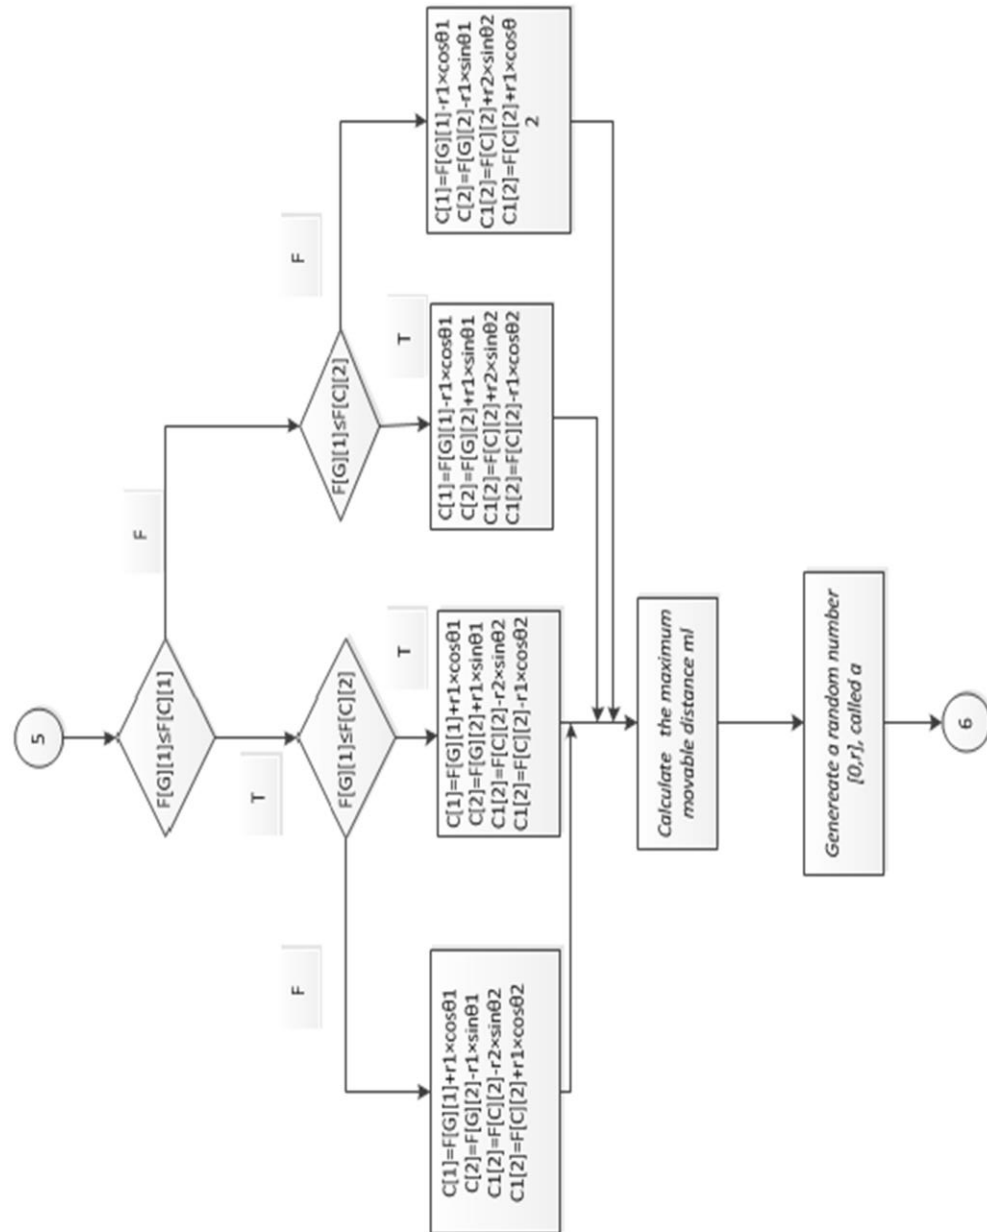 5
F[G][1]≤F[C][1]
T
F
F[G][1]≤F[C][2]
F[G][1]≤F[C][2]
F
T
T
F
C[1]=F[G][1]+r1×cosθ1
C[2]=F[G][2]-r1×sinθ1
C1[2]=F[C][2]-r2×sinθ2
C1[2]=F[C][2]+r1×cosθ2
C[1]=F[G][1]+r1×cosθ1
C[2]=F[G][2]+r1×sinθ1
C1[2]=F[C][2]-r2×sinθ2
C1[2]=F[C][2]-r1×cosθ2
C[1]=F[G][1]-r1×cosθ1
C[2]=F[G][2]+r1×sinθ1
C1[2]=F[C][2]+r2×sinθ2
C1[2]=F[C][2]-r1×cosθ2
C[1]=F[G][1]-r1×cosθ1
C[2]=F[G][2]-r1×sinθ1
C1[2]=F[C][2]+r2×sinθ2
C1[2]=F[C][2]+r1×cosθ
2
Calculate the maximum
movable distance ml
Genereate a random number
[0,r], called a
6